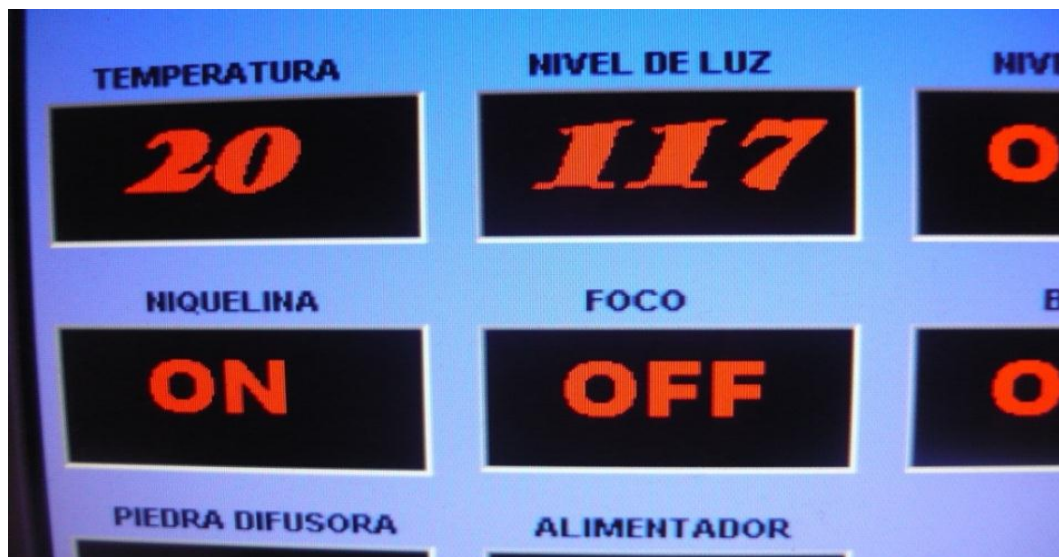 TEMPERATURA NIVEL DE LUZ
20 117
NIQUELINA FOCO
ON OFF
PIEDRA DIFUSORA ALIMENTADOR